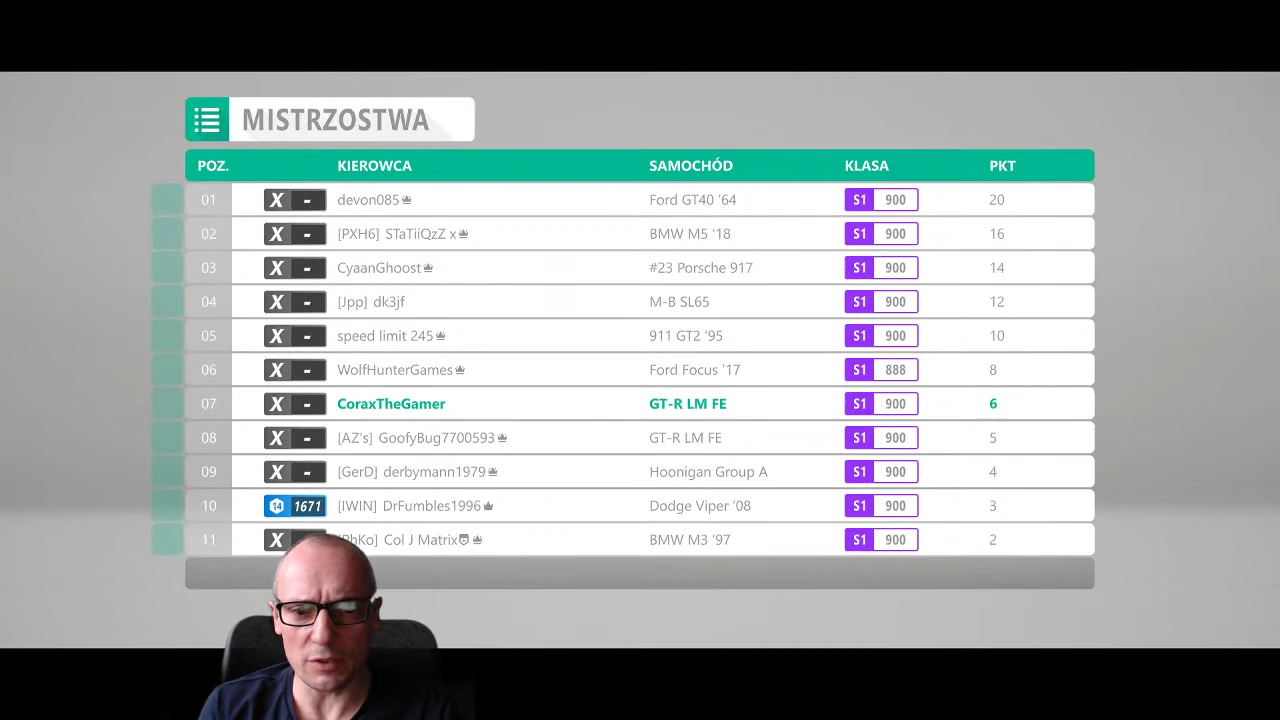 MISTRZOSTWA
POZ. KIEROWCA SAMOCHÓD KLASA PKT
01 X - devon085 Ford GT40 '64 S1 900 20
02 X - [PXH6] STaTiiQzZ x BMW M5 '18 S1 900 16
03 X - CyaanGhoost #23 Porsche 917 S1 900 14
04 X - [Jpp] dk3jf M-B SL65 S1 900 12
05 X - speed limit 245 911 GT2 '95 S1 900 10
06 X - WolfHunterGames Ford Focus '17 S1 888 8
07 X - CoraxTheGamer GT-R LM FE S1 900 6
08 X - [AZ's] GoofyBug7700593 GT-R LM FE S1 900 5
09 X - [GerD] derbymann1979 Hoonigan Group A S1 900 4
10 14 1671 [IWIN] DrFumbles1996 Dodge Viper '08 S1 900 3
11 X Col J Matrix BMW M3 '97 S1 900 2